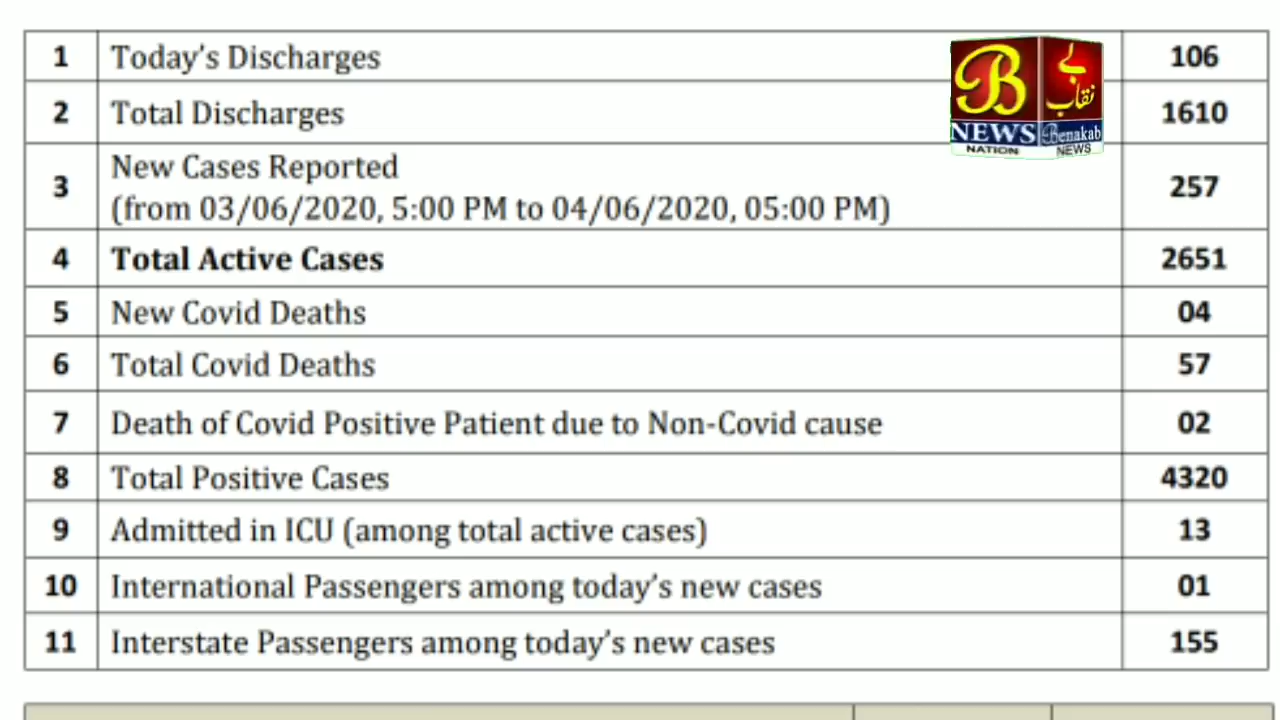 1 Today’s Discharges 106
2 Total Discharges 1610
3 New Cases Reported
(from 03/06/2020, 5:00 PM to 04/06/2020, 05:00 PM) 257
4 Total Active Cases 2651
5 New Covid Deaths 04
6 Total Covid Deaths 57
7 Death of Covid Positive Patient due to Non-Covid cause 02
8 Total Positive Cases 4320
9 Admitted in ICU (among total active cases) 13
10 International Passengers among today’s new cases 01
11 Interstate Passengers among today’s new cases 155
B
NEWS
NATION
بے
نقاب
Benakab
NEWS